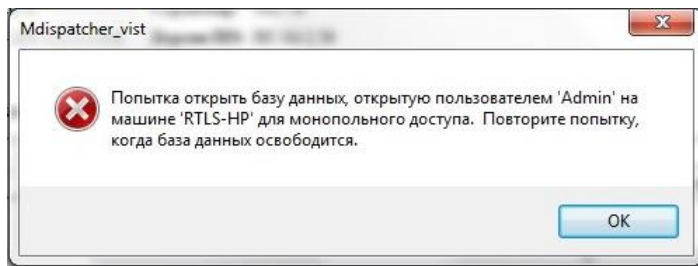 Mdispatcher_vist
Попытка открыть базу данных, открытую пользователем 'Admin' на
машине 'RTLS-HP' для монопольного доступа.  Повторите попытку,
когда база данных освободится.
OK